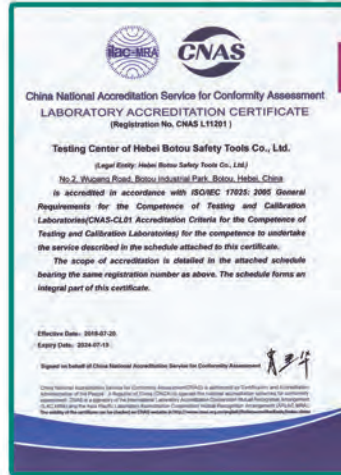 ilac-MRA
CNAS
China National Accreditation Service for Conformity Assessment
LABORATORY ACCREDITATION CERTIFICATE
(Registration No. CNAS L11201)
Testing Center of Hebei Botou Safety Tools Co., Ltd.
(Legal Entity: Hebei Botou Safety Tools Co., Ltd.)
No.2, Wupeng Road, Botou Industrial Park, Botou, Hebei, China
is accredited in accordance with ISO/IEC 17025: 2005 General
Requirements for the Competence of Testing and Calibration
Laboratories(CNAS-CL01 Accreditation Criteria for the Competence of
Testing and Calibration Laboratories) for the competence to undertake
the service described in the schedule attached to this certificate.
The scope of accreditation is detailed in the attached schedule
bearing the same registration number as above. The schedule forms an
integral part of this certificate.
Effective Date: 2018-07-20
Expiry Date: 2024-07-19
Signed on behalf of China National Accreditation Service for Conformity Assessment